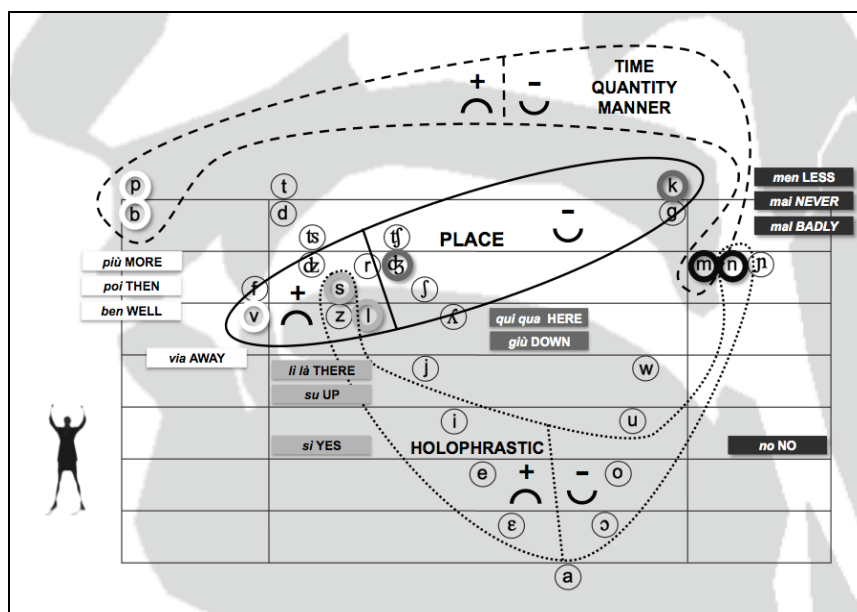 + − TIME
QUANTITY
MANNER
p t k
b d g
men LESS
mai NEVER
mal BADLY
ʦ ʧ PLACE −
più MORE
poi THEN
ben WELL
ʣ r ʤ m n ɲ
f + s ʃ
v z l ʎ
qui qua HERE
giù DOWN
via AWAY
lì là THERE
su UP
j w
i u
sì YES
HOLOPHRASTIC
no NO
e + − o
ɛ ɔ
a